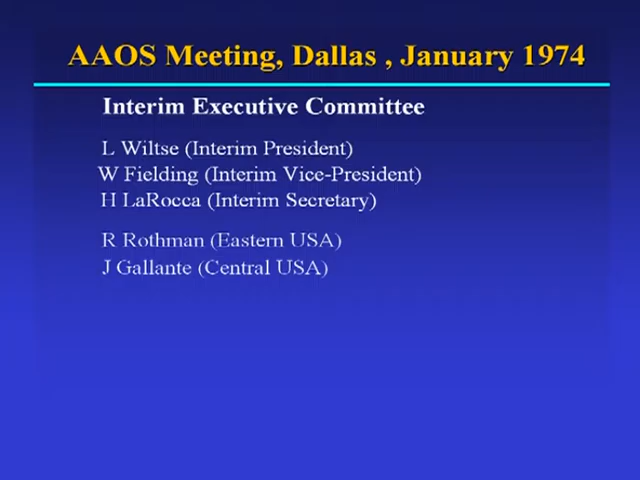 AAOS Meeting, Dallas , January 1974
Interim Executive Committee
L Wiltse (Interim President)
W Fielding (Interim Vice-President)
H LaRocca (Interim Secretary)
R Rothman (Eastern USA)
J Gallante (Central USA)